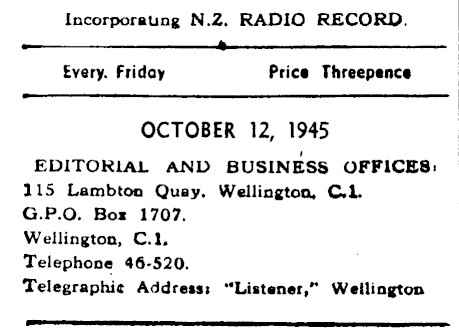 Incorporating N.Z. RADIO RECORD.
Every Friday Price Threepence
OCTOBER 12, 1945
EDITORIAL AND BUSINESS OFFICES:
115 Lambton Quay, Wellington, C.1.
G.P.O. Box 1707.
Wellington, C.1.
Telephone 46-520.
Telegraphic Address: "Listener," Wellington